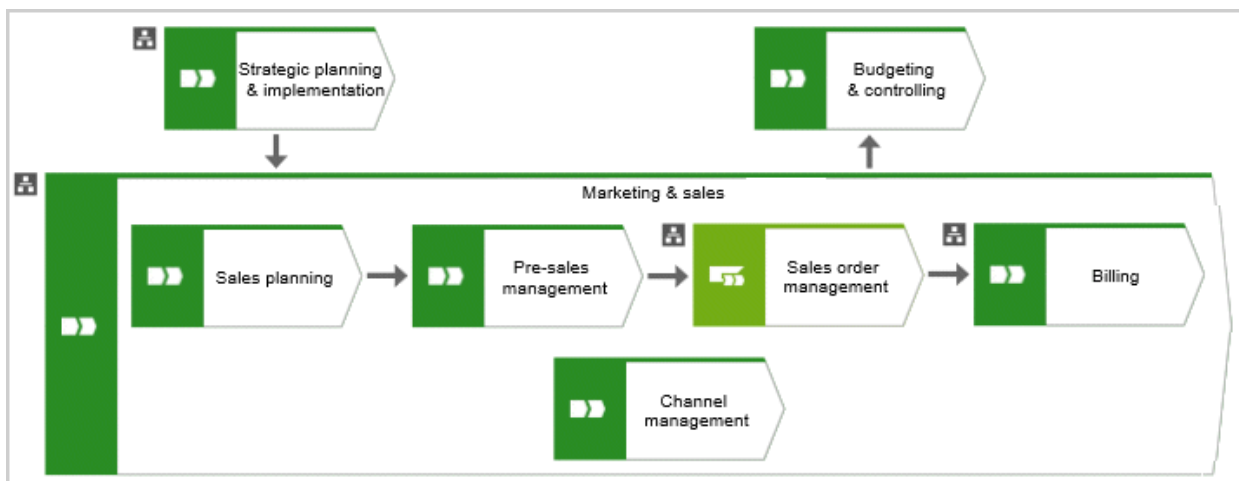 Strategic planning
& implementation
Budgeting
& controlling
Marketing & sales
Sales planning
Pre-sales
management
Sales order
management
Billing
Channel
management